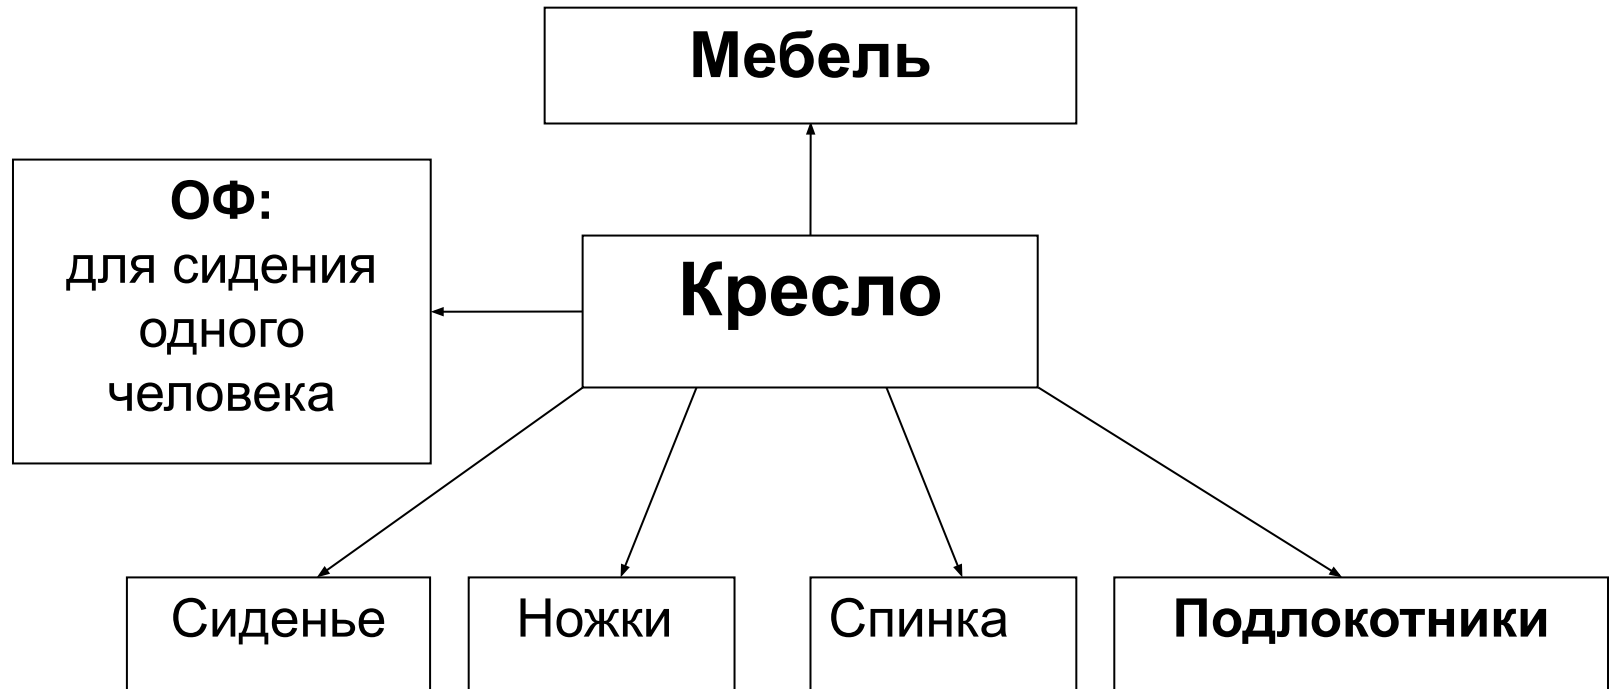 Мебель
ОФ:
для сидения
одного
человека
Кресло
Сиденье
Ножки
Спинка
Подлокотники